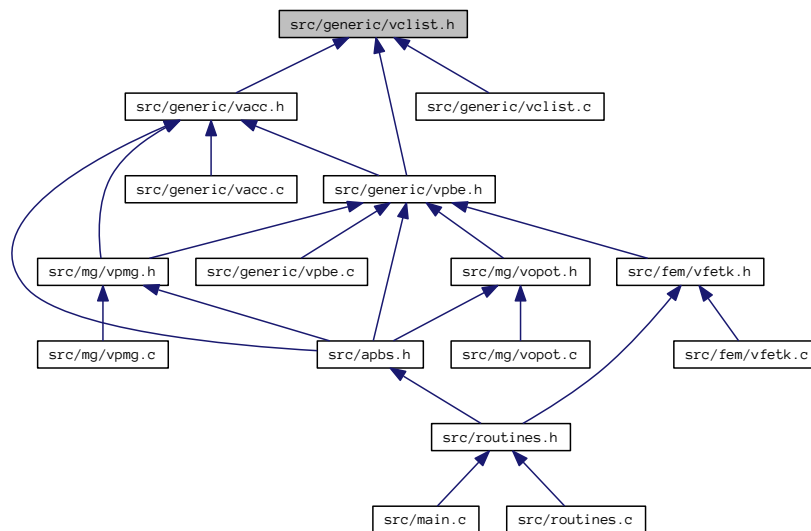 src/generic/vclist.h
src/generic/vacc.h
src/generic/vclist.c
src/generic/vacc.c
src/generic/vpbe.h
src/mg/vpmg.h
src/generic/vpbe.c
src/mg/vopot.h
src/fem/vfetk.h
src/mg/vpmg.c
src/apbs.h
src/mg/vopot.c
src/fem/vfetk.c
src/routines.h
src/main.c
src/routines.c